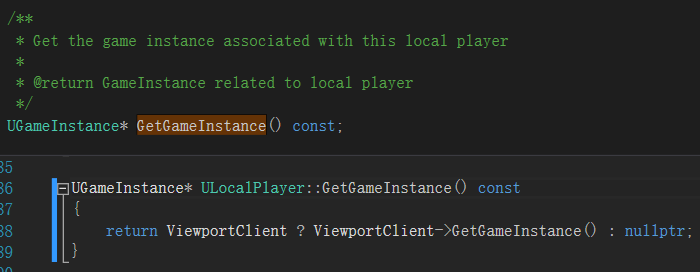 /**
 * Get the game instance associated with this local player
 *
 * @return GameInstance related to local player
 */
UGameInstance* GetGameInstance() const;
35
36 UGameInstance* ULocalPlayer::GetGameInstance() const
37 {
38 return ViewportClient ? ViewportClient->GetGameInstance() : nullptr;
39 }